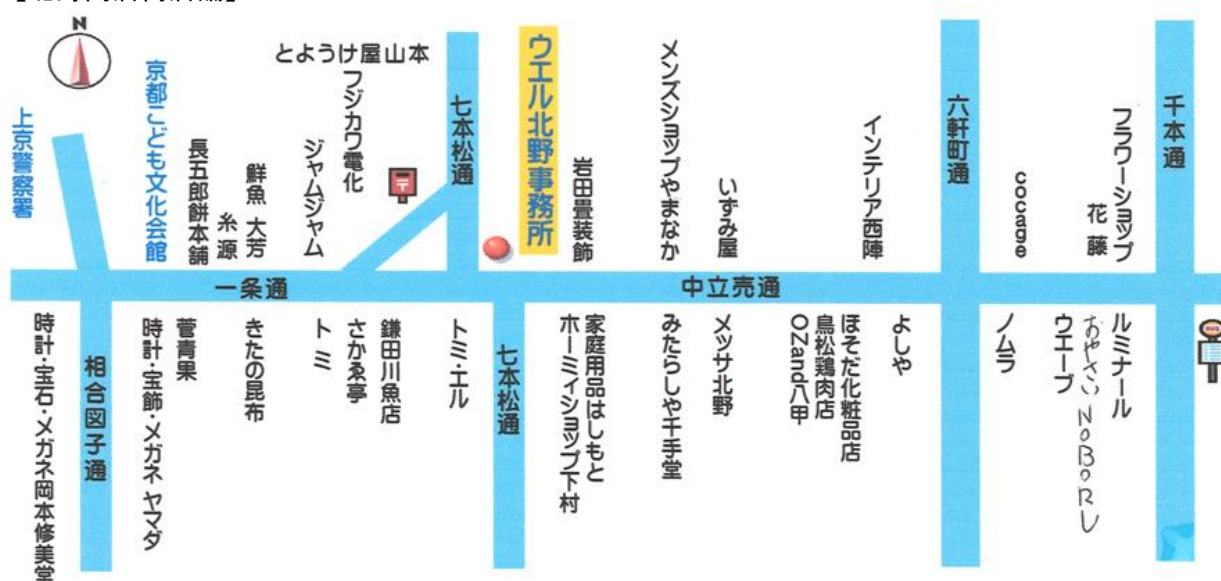 N
上京警察署
京都こども文化会館
長五郎餅本舗
糸源
鮮魚 大芳
ジャムジャム
フジカワ電化
とようけ屋山本
〒
七本松通
ウエル北野事務所
岩田畳装飾
メンズショップやまなか
いずみ屋
インテリア西陣
六軒町通
cocage
フラワーショップ
花藤
千本通
一条通
中立売通
時計・宝石・メガネ岡本修美堂
相合図子通
時計・宝飾・メガネ ヤマダ
菅青果
きたの昆布
トミ
さかゑ亭
鎌田川魚店
トミ・エル
七本松通
家庭用品はしもと
ホーミィショップ下村
みたらしや千手堂
メッサ北野
ほそだ化粧品店
鳥松鶏肉店
OZand八甲
よしや
ノムラ
ルミナール
おやさい NOBORU
ウエーブ
BUS